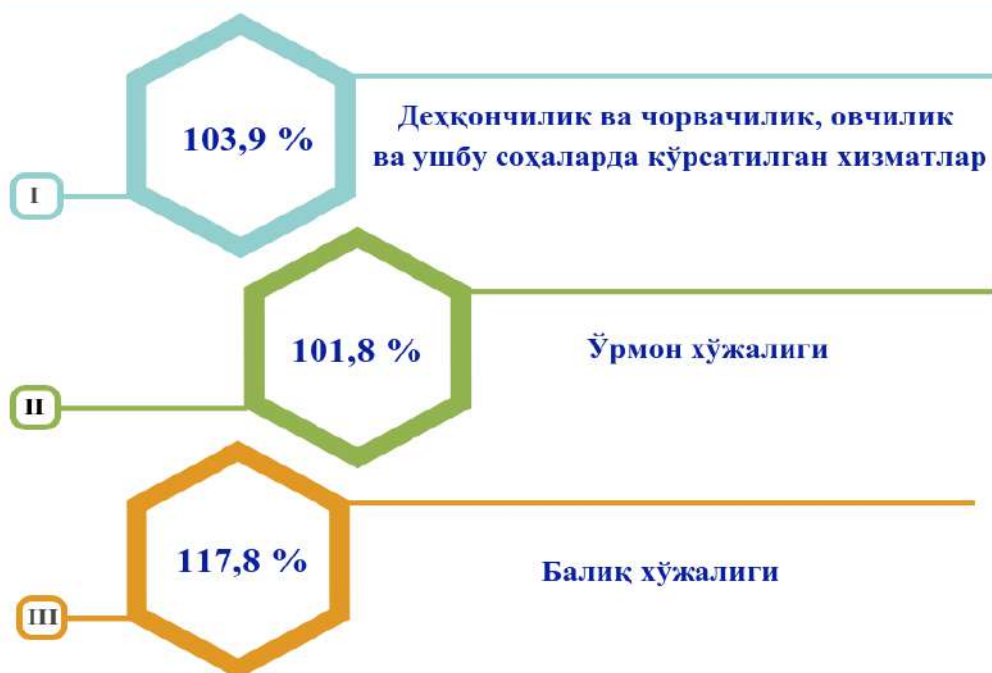 103,9 %
Деҳқончилик ва чорвачилик, овчилик
ва ушбу соҳаларда кўрсатилган хизматлар
I
101,8 %
Ўрмон хўжалиги
II
117,8 %
Балиқ хўжалиги
III